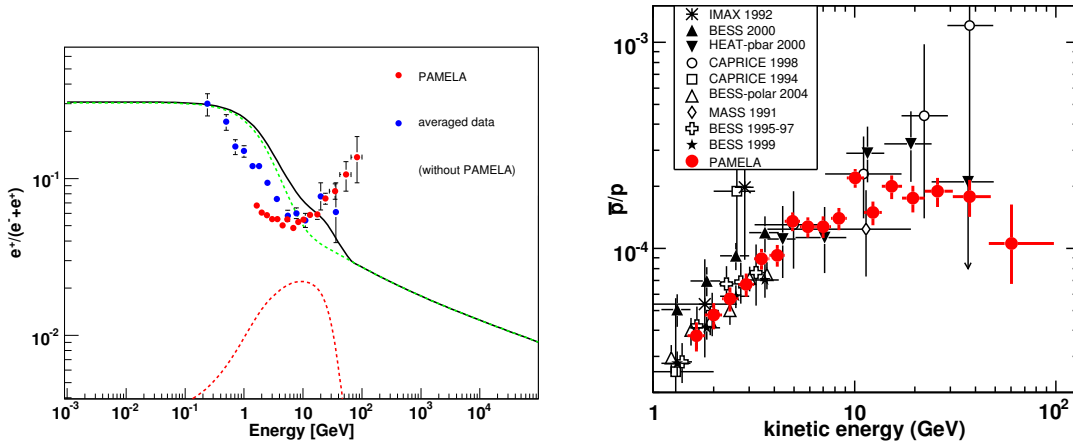 e⁺/(e⁻+e⁺)
10⁻¹
10⁻²
PAMELA
averaged data
(without PAMELA)
10⁻³ 10⁻² 10⁻¹ 1 10 10² 10³ 10⁴
Energy [GeV]
p̅/p
10⁻³
10⁻⁴
IMAX 1992
BESS 2000
HEAT-pbar 2000
CAPRICE 1998
CAPRICE 1994
BESS-polar 2004
MASS 1991
BESS 1995-97
BESS 1999
PAMELA
1 10 10²
kinetic energy (GeV)